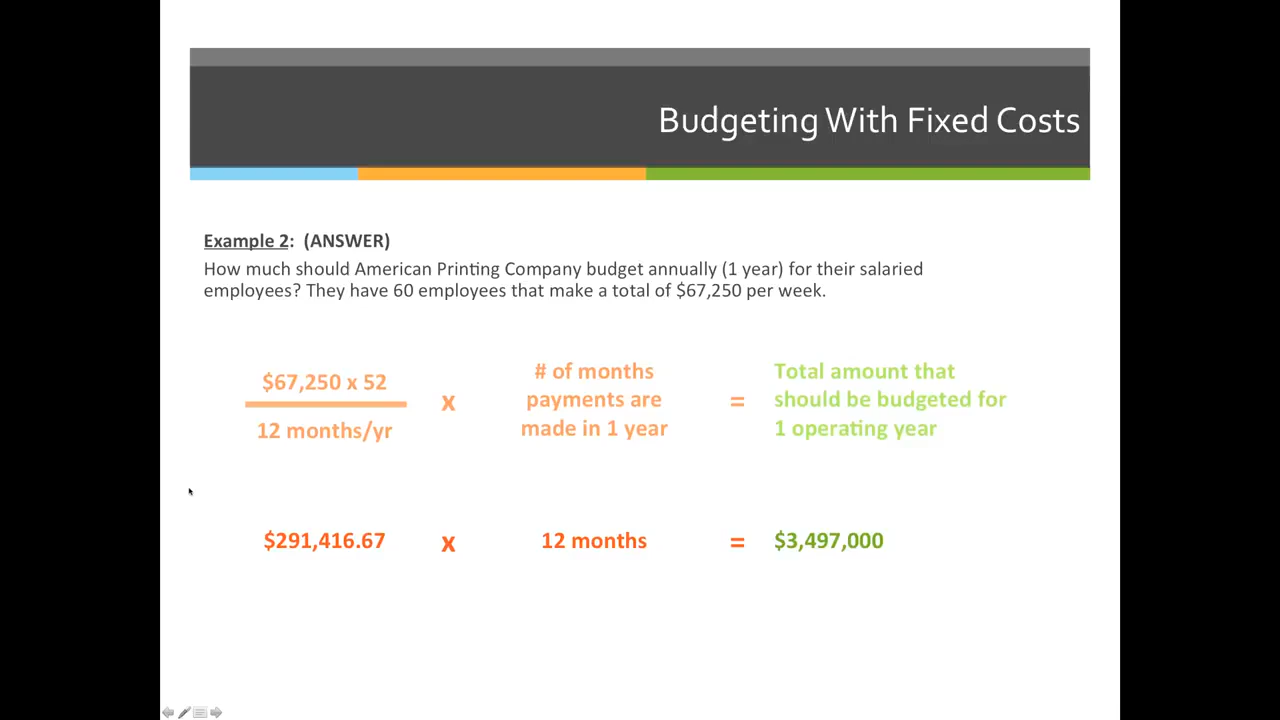 Budgeting With Fixed Costs
Example 2: (ANSWER)
How much should American Printing Company budget annually (1 year) for their salaried
employees? They have 60 employees that make a total of $67,250 per week.
$67,250 x 52
12 months/yr
x
# of months
payments are
made in 1 year
=
Total amount that
should be budgeted for
1 operating year
$291,416.67 x 12 months = $3,497,000